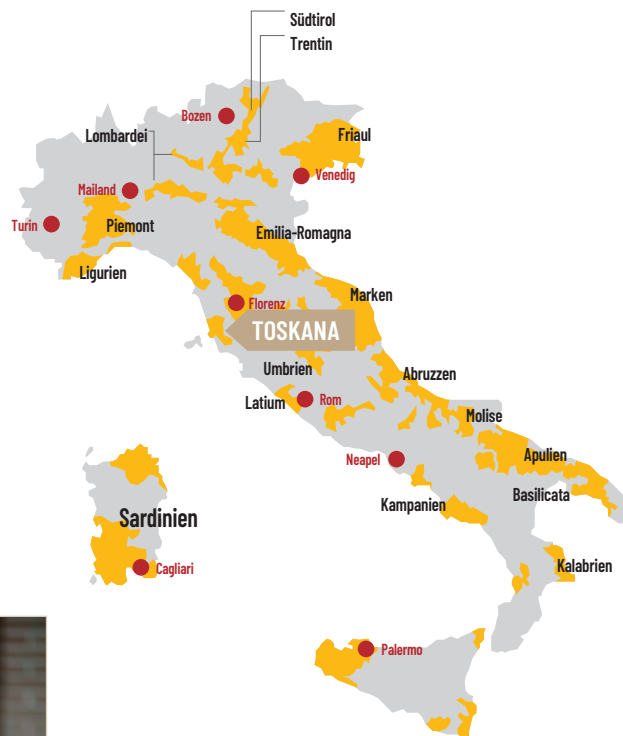 Südtirol
Trentin
Bozen
Lombardei
Friaul
Venedig
Mailand
Turin
Piemont
Emilia-Romagna
Ligurien
Marken
Florenz
TOSKANA
Umbrien
Abruzzen
Latium
Rom
Molise
Neapel
Apulien
Basilicata
Kampanien
Sardinien
Kalabrien
Cagliari
Palermo